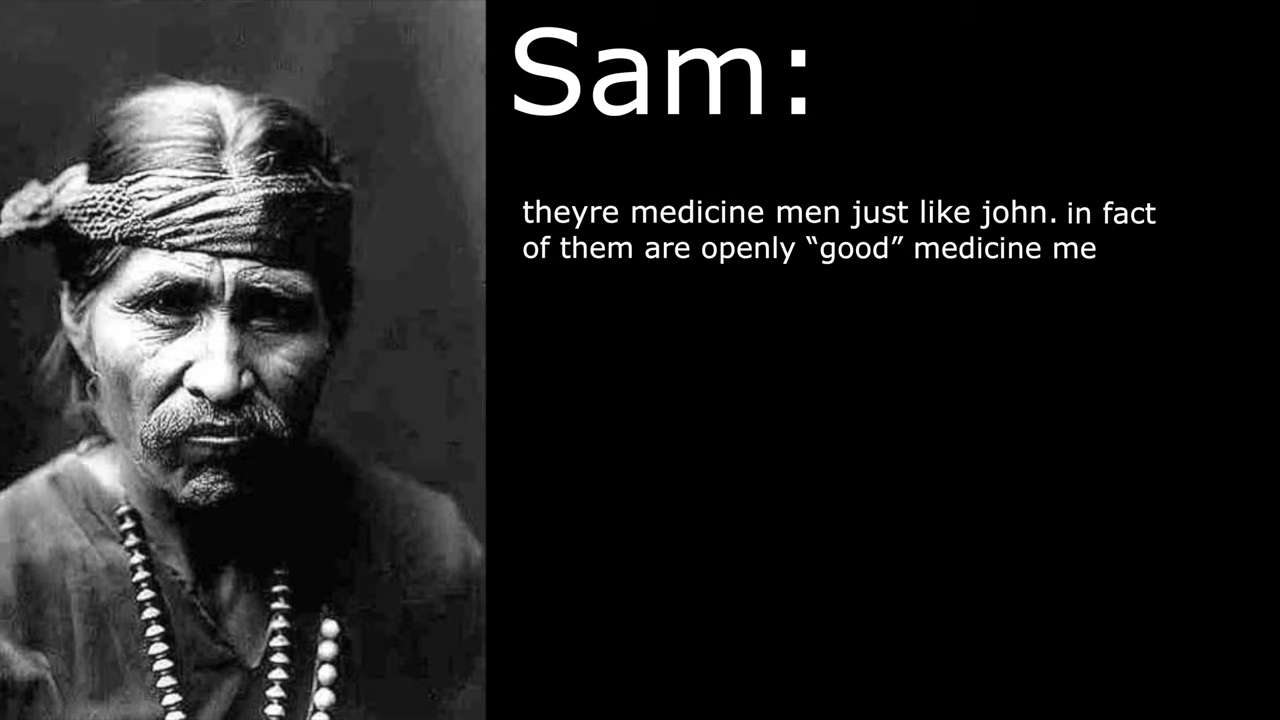 Sam:
theyre medicine men just like john. in fact
of them are openly “good” medicine me